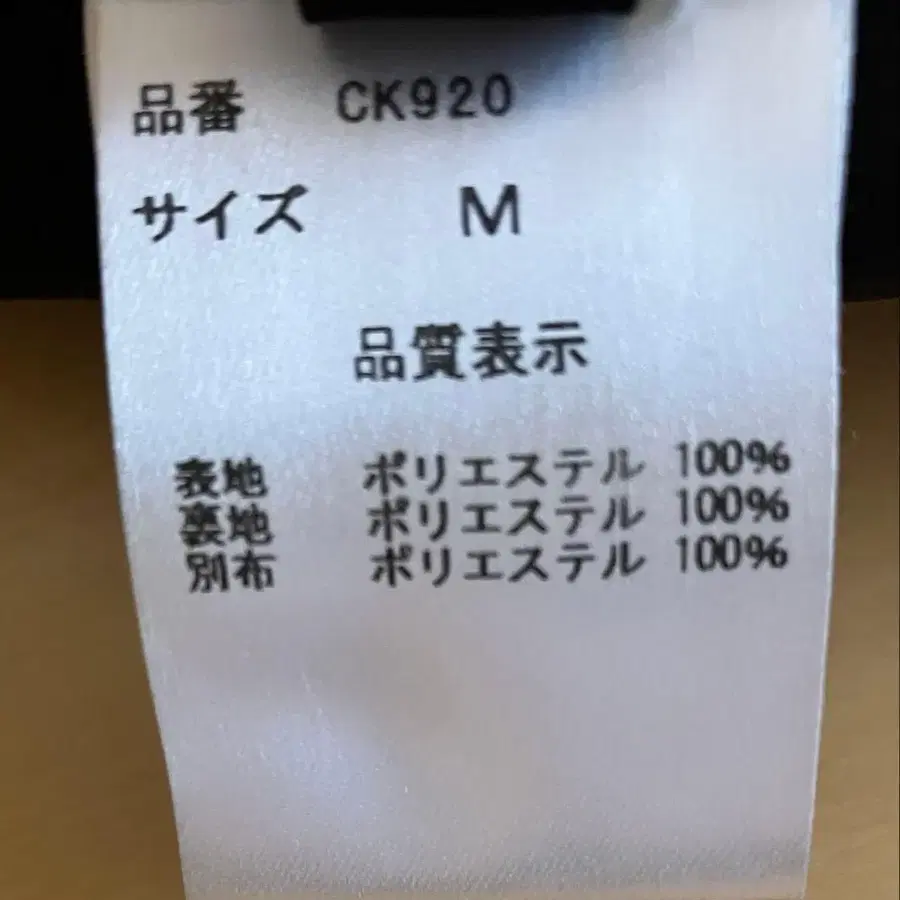 品番 CK920
サイズ M
品質表示
表地 ポリエステル 100%
裏地 ポリエステル 100%
別布 ポリエステル 100%